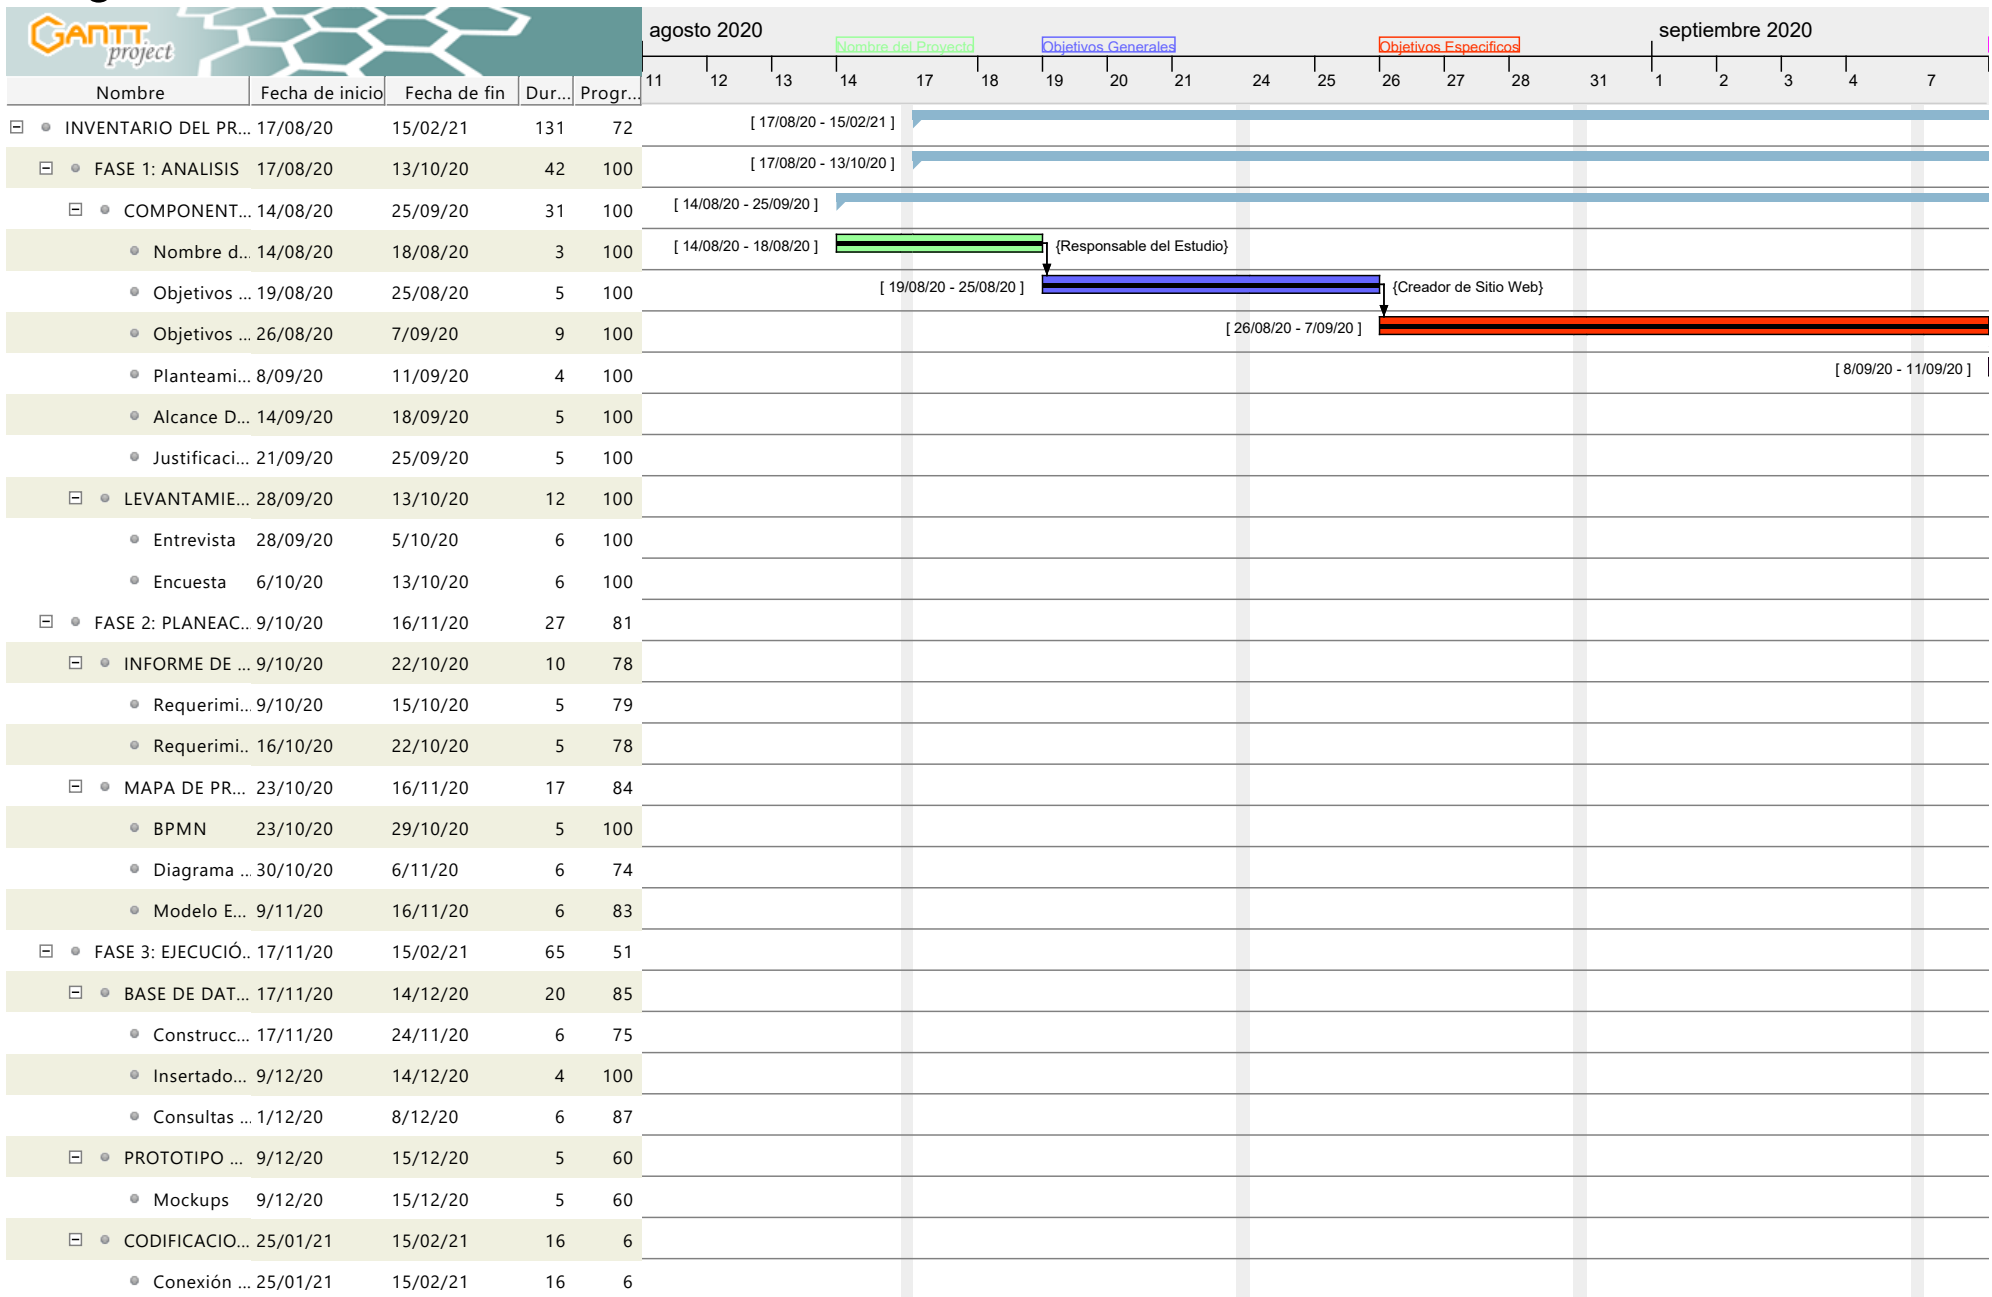 GANTT
project
agosto 2020
septiembre 2020
Nombre del Proyecto
Objetivos Generales
Objetivos Especificos
11 12 13 14 17 18 19 20 21 24 25 26 27 28 31 1 2 3 4 7
Nombre Fecha de inicio Fecha de fin Dur... Progr...
INVENTARIO DEL PR... 17/08/20 15/02/21 131 72 [ 17/08/20 - 15/02/21 ]
FASE 1: ANALISIS 17/08/20 13/10/20 42 100 [ 17/08/20 - 13/10/20 ]
COMPONENT... 14/08/20 25/09/20 31 100 [ 14/08/20 - 25/09/20 ]
Nombre d... 14/08/20 18/08/20 3 100 [ 14/08/20 - 18/08/20 ] {Responsable del Estudio}
Objetivos ... 19/08/20 25/08/20 5 100 [ 19/08/20 - 25/08/20 ] {Creador de Sitio Web}
Objetivos ... 26/08/20 7/09/20 9 100 [ 26/08/20 - 7/09/20 ]
Planteami... 8/09/20 11/09/20 4 100 [ 8/09/20 - 11/09/20 ]
Alcance D... 14/09/20 18/09/20 5 100
Justificaci... 21/09/20 25/09/20 5 100
LEVANTAMIE... 28/09/20 13/10/20 12 100
Entrevista 28/09/20 5/10/20 6 100
Encuesta 6/10/20 13/10/20 6 100
FASE 2: PLANEAC... 9/10/20 16/11/20 27 81
INFORME DE ... 9/10/20 22/10/20 10 78
Requerimi... 9/10/20 15/10/20 5 79
Requerimi... 16/10/20 22/10/20 5 78
MAPA DE PR... 23/10/20 16/11/20 17 84
BPMN 23/10/20 29/10/20 5 100
Diagrama ... 30/10/20 6/11/20 6 74
Modelo E... 9/11/20 16/11/20 6 83
FASE 3: EJECUCIÓ... 17/11/20 15/02/21 65 51
BASE DE DAT... 17/11/20 14/12/20 20 85
Construcc... 17/11/20 24/11/20 6 75
Insertado... 9/12/20 14/12/20 4 100
Consultas ... 1/12/20 8/12/20 6 87
PROTOTIPO ... 9/12/20 15/12/20 5 60
Mockups 9/12/20 15/12/20 5 60
CODIFICACIO... 25/01/21 15/02/21 16 6
Conexión ... 25/01/21 15/02/21 16 6